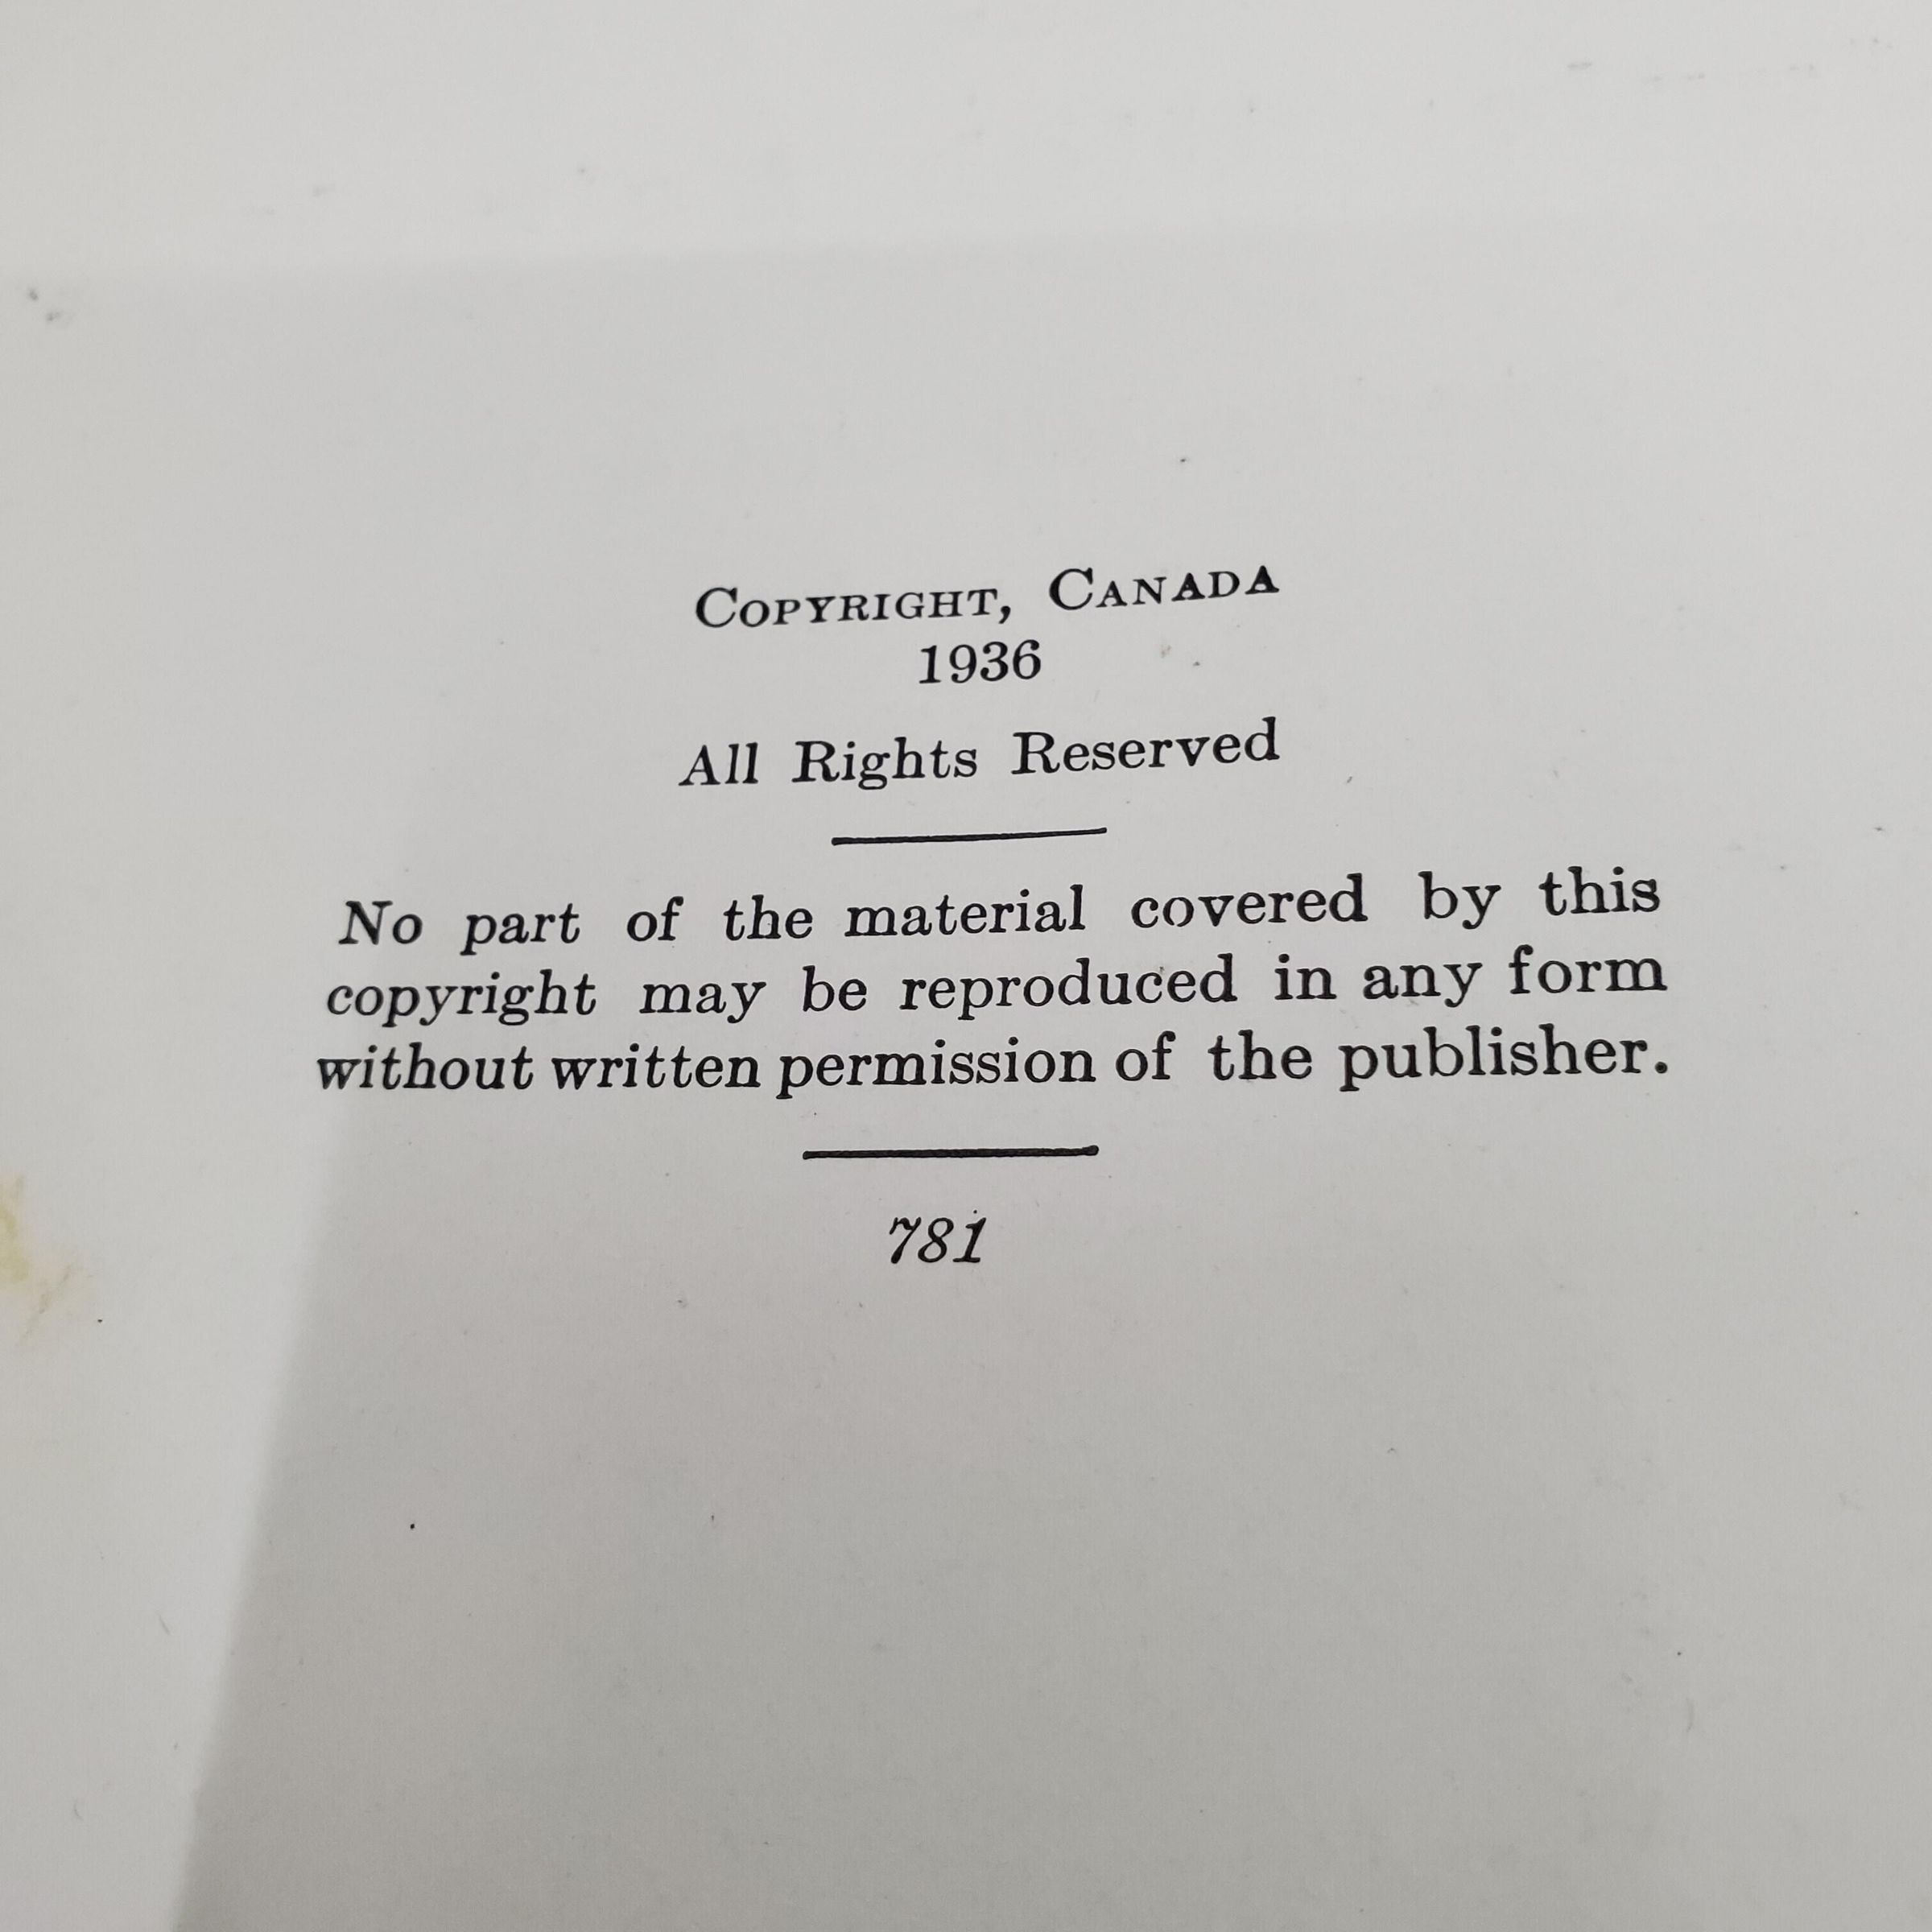 Copyright, Canada
1936
All Rights Reserved
No part of the material covered by this
copyright may be reproduced in any form
without written permission of the publisher.
781